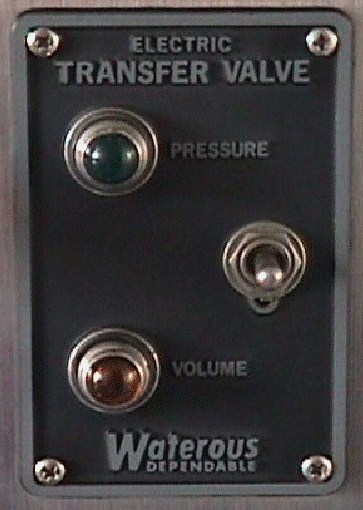 ELECTRIC
TRANSFER VALVE
PRESSURE
VOLUME
Waterous
DEPENDABLE